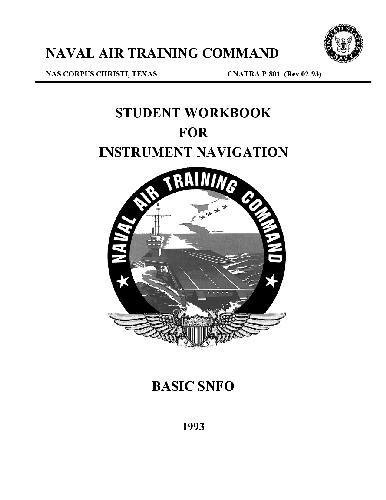 NAVAL AIR TRAINING COMMAND
NAS CORPUS CHRISTI, TEXAS CNATRA P-801 (Rev 02-93)
STUDENT WORKBOOK
FOR
INSTRUMENT NAVIGATION
NAVAL AIR TRAINING COMMAND
BASIC SNFO
1993